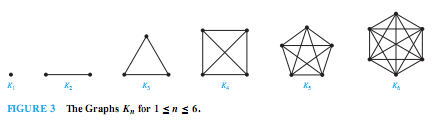 K₁ K₂ K₃ K₄ K₅ K₆
FIGURE 3 The Graphs Kₙ for 1 ≤ n ≤ 6.